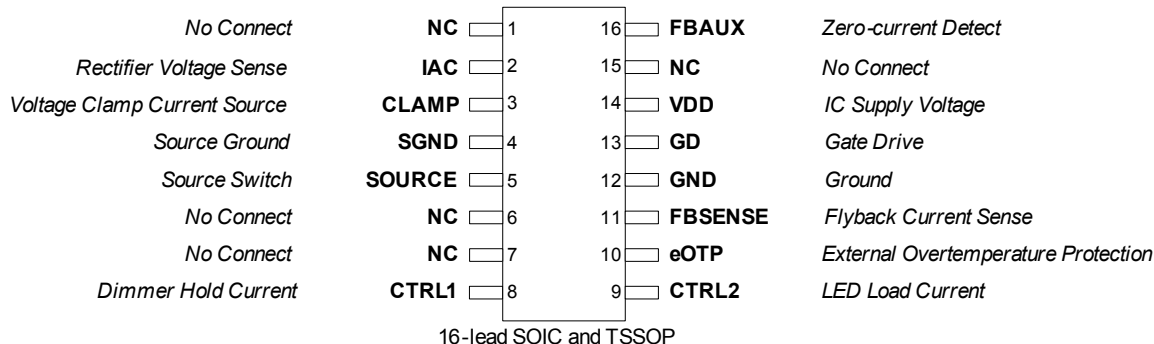 No Connect NC 1 16 FBAUX Zero-current Detect
Rectifier Voltage Sense IAC 2 15 NC No Connect
Voltage Clamp Current Source CLAMP 3 14 VDD IC Supply Voltage
Source Ground SGND 4 13 GD Gate Drive
Source Switch SOURCE 5 12 GND Ground
No Connect NC 6 11 FBSENSE Flyback Current Sense
No Connect NC 7 10 eOTP External Overtemperature Protection
Dimmer Hold Current CTRL1 8 9 CTRL2 LED Load Current
16-lead SOIC and TSSOP